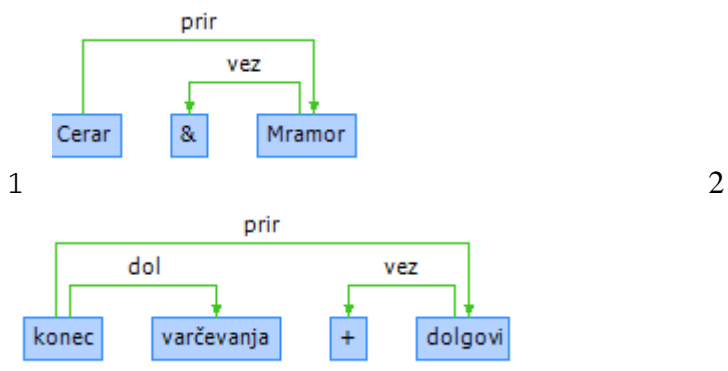 prir
vez
Cerar & Mramor
1 2
prir
dol vez
konec varčevanja + dolgovi